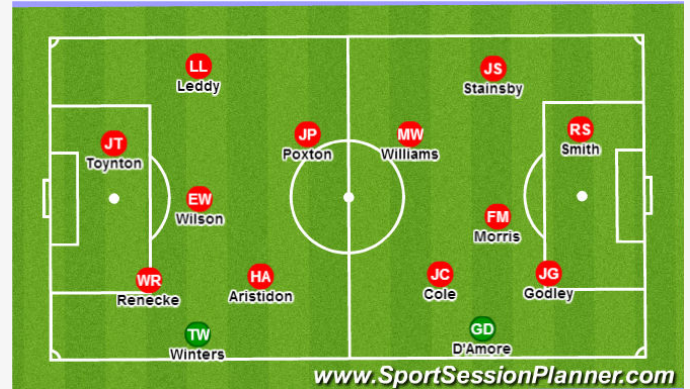 LL
Leddy
JS
Stainsby
JT
Toynton
JP
Poxton
MW
Williams
RS
Smith
EW
Wilson
FM
Morris
WR
Renecke
HA
Aristidon
JC
Cole
JG
Godley
TW
Winters
GD
D'Amore
www.SportSessionPlanner.com